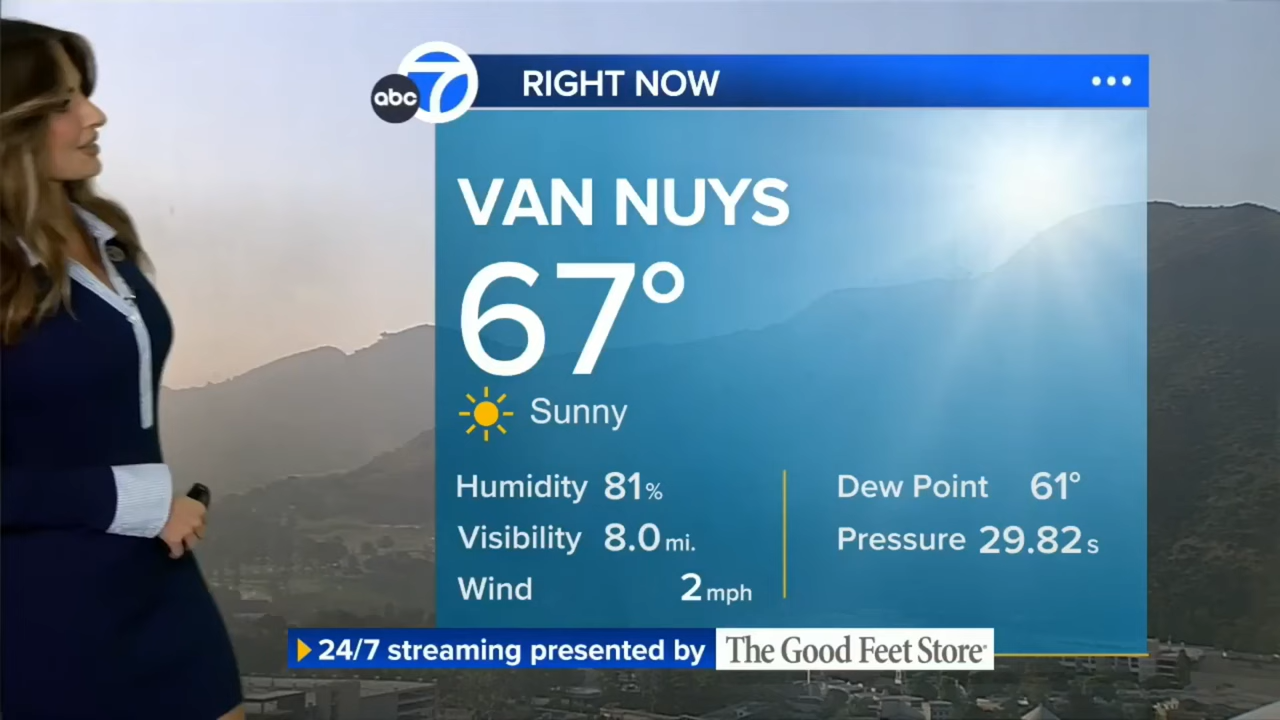 abc 7
RIGHT NOW
VAN NUYS
67°
Sunny
Humidity 81%
Visibility 8.0 mi.
Wind 2 mph
Dew Point 61°
Pressure 29.82 s
24/7 streaming presented by The Good Feet Store